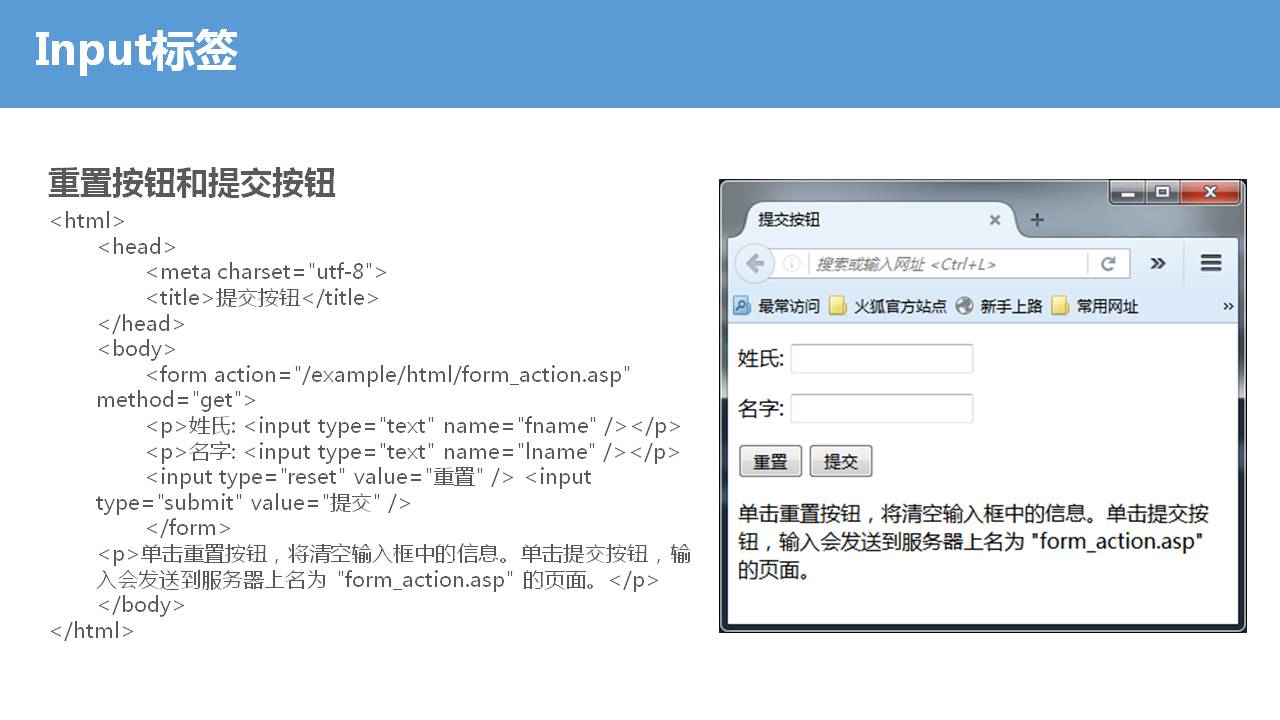 Input标签
重置按钮和提交按钮
<html>
<head>
<meta charset="utf-8">
<title>提交按钮</title>
</head>
<body>
<form action="/example/html/form_action.asp"
method="get">
<p>姓氏: <input type="text" name="fname" /></p>
<p>名字: <input type="text" name="lname" /></p>
<input type="reset" value="重置" /> <input
type="submit" value="提交" />
</form>
<p>单击重置按钮，将清空输入框中的信息。单击提交按钮，输
入会发送到服务器上名为 "form_action.asp" 的页面。</p>
</body>
</html>
提交按钮
搜索或输入网址 <Ctrl+L>
最常访问 火狐官方站点 新手上路 常用网址
姓氏:
名字:
重置 提交
单击重置按钮，将清空输入框中的信息。单击提交按
钮，输入会发送到服务器上名为 "form_action.asp"
的页面。